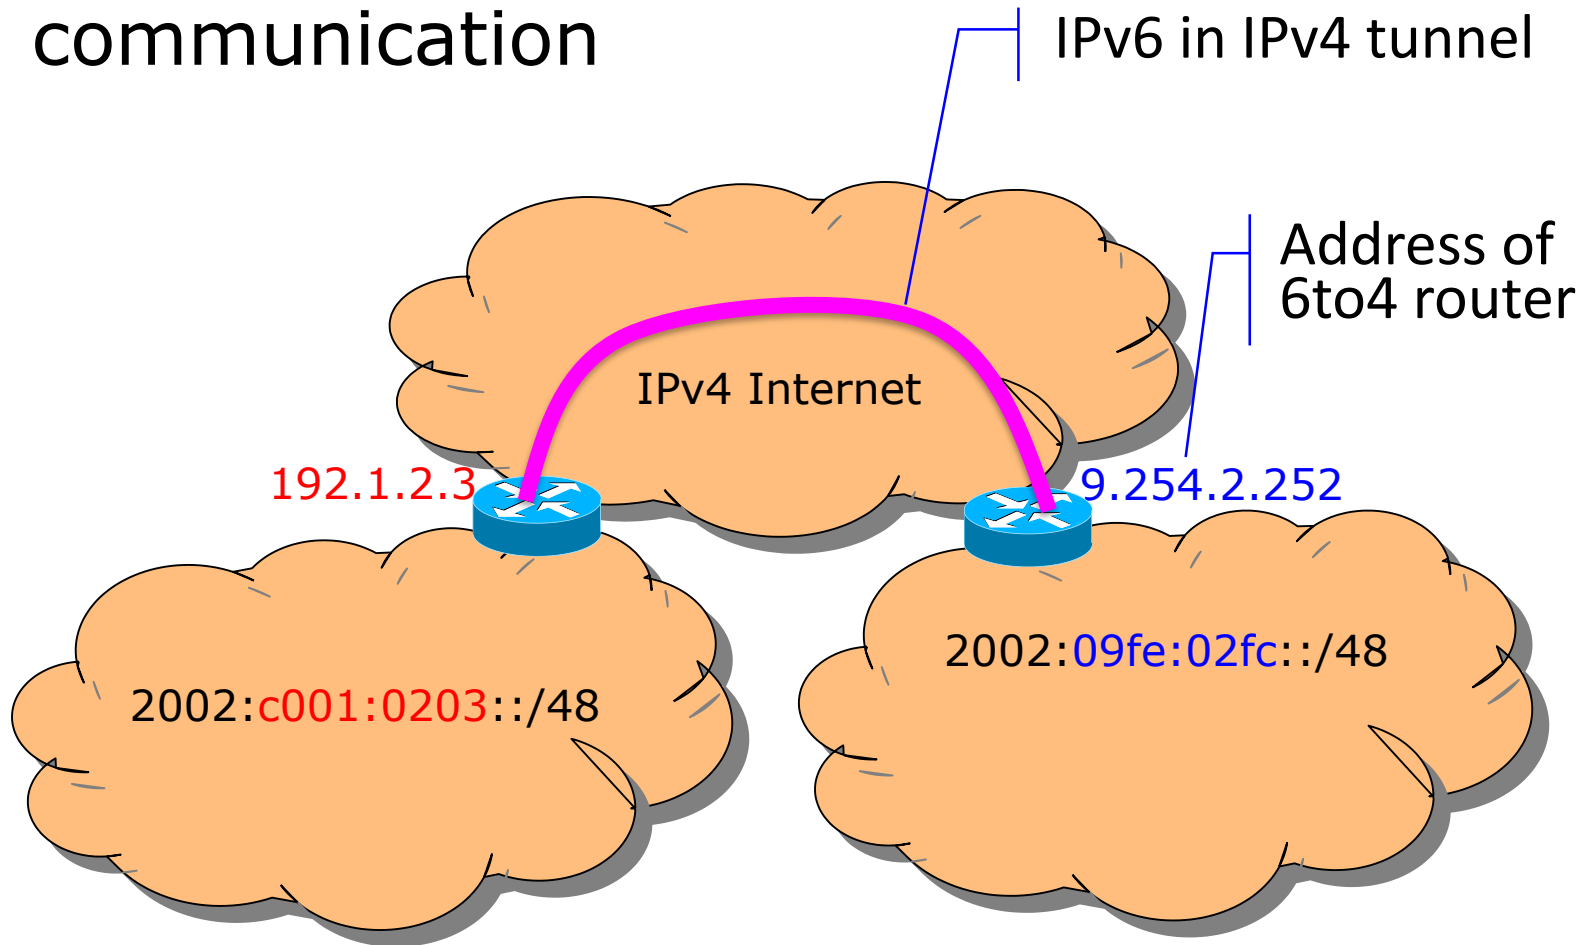 communication
IPv6 in IPv4 tunnel
Address of
6to4 router
IPv4 Internet
192.1.2.3
9.254.2.252
2002:09fe:02fc::/48
2002:c001:0203::/48